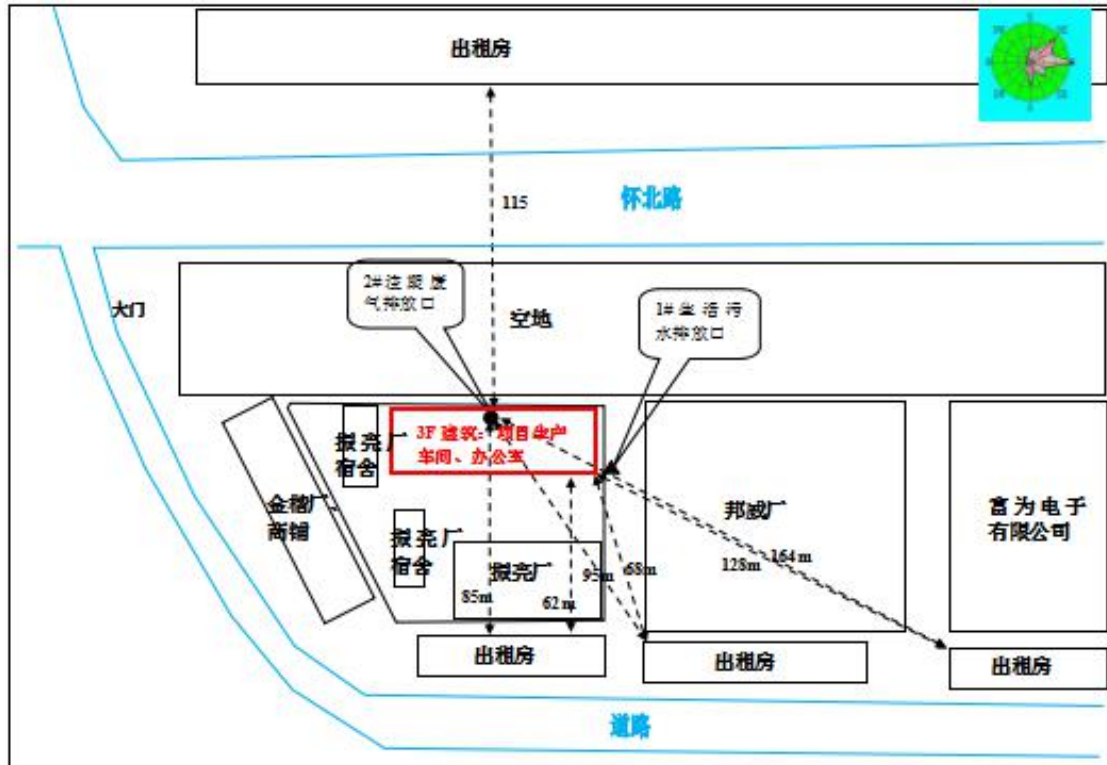 出租房
怀北路
115
2#注塑废
气排放口
1#生活污
水排放口
大门
空地
3F建筑：项目生产
车间、办公室
振亮厂
宿舍
金楷厂、
商铺
邦威厂
富为电子
有限公司
振亮厂
宿舍
振亮厂
85m
62m
95m
68m
128m
164m
出租房
出租房
出租房
道路